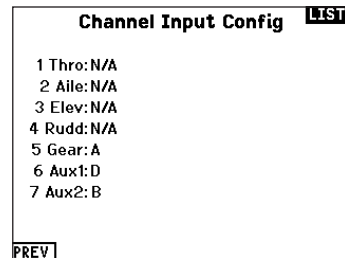 Channel Input Config
LIST
1 Thro: N/A
2 Aile: N/A
3 Elev: N/A
4 Rudd: N/A
5 Gear: A
6 Aux1: D
7 Aux2: B
PREV